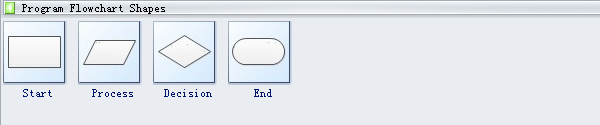 Program Flowchart Shapes
Start Process Decision End